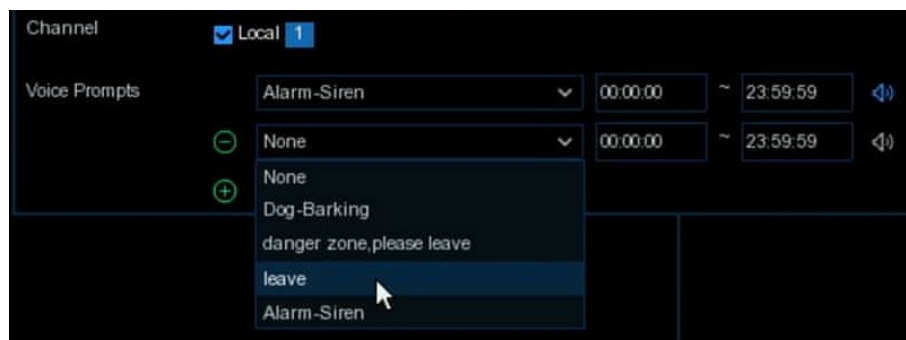 Channel Local 1
Voice Prompts Alarm-Siren 00:00:00 ~ 23:59:59
None 00:00:00 ~ 23:59:59
None
Dog-Barking
danger zone,please leave
leave
Alarm-Siren